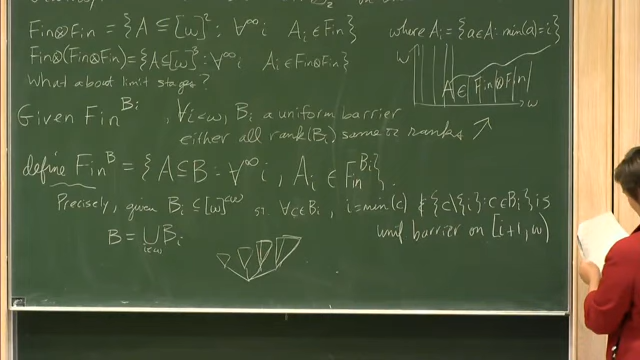 Fin⊗Fin = {A ⊆ [ω]² : ∀^∞ i A_i ∈ Fin}
where A_i = {a∈A : min(a)=i}
Fin⊗(Fin⊗Fin) = {A ⊆ [ω]³ : ∀^∞ i A_i ∈ Fin⊗Fin}
ω
A ∈ Fin⊗Fin
ω
What about limit stages?
Given Fin^{B_i}, ∀i<ω, B_i a uniform barrier
either all rank(B_i) same or ranks ↗
define Fin^B = {A ⊆ B : ∀^∞ i, A_i ∈ Fin^{B_i}}.
Precisely, given B_i ⊆ [ω]^{<ω} st. ∀c∈B_i, i=min(c) & {c\{i} : c∈B_i} is
unif barrier on [i+1, ω)
B = ∪_{i<ω} B_i